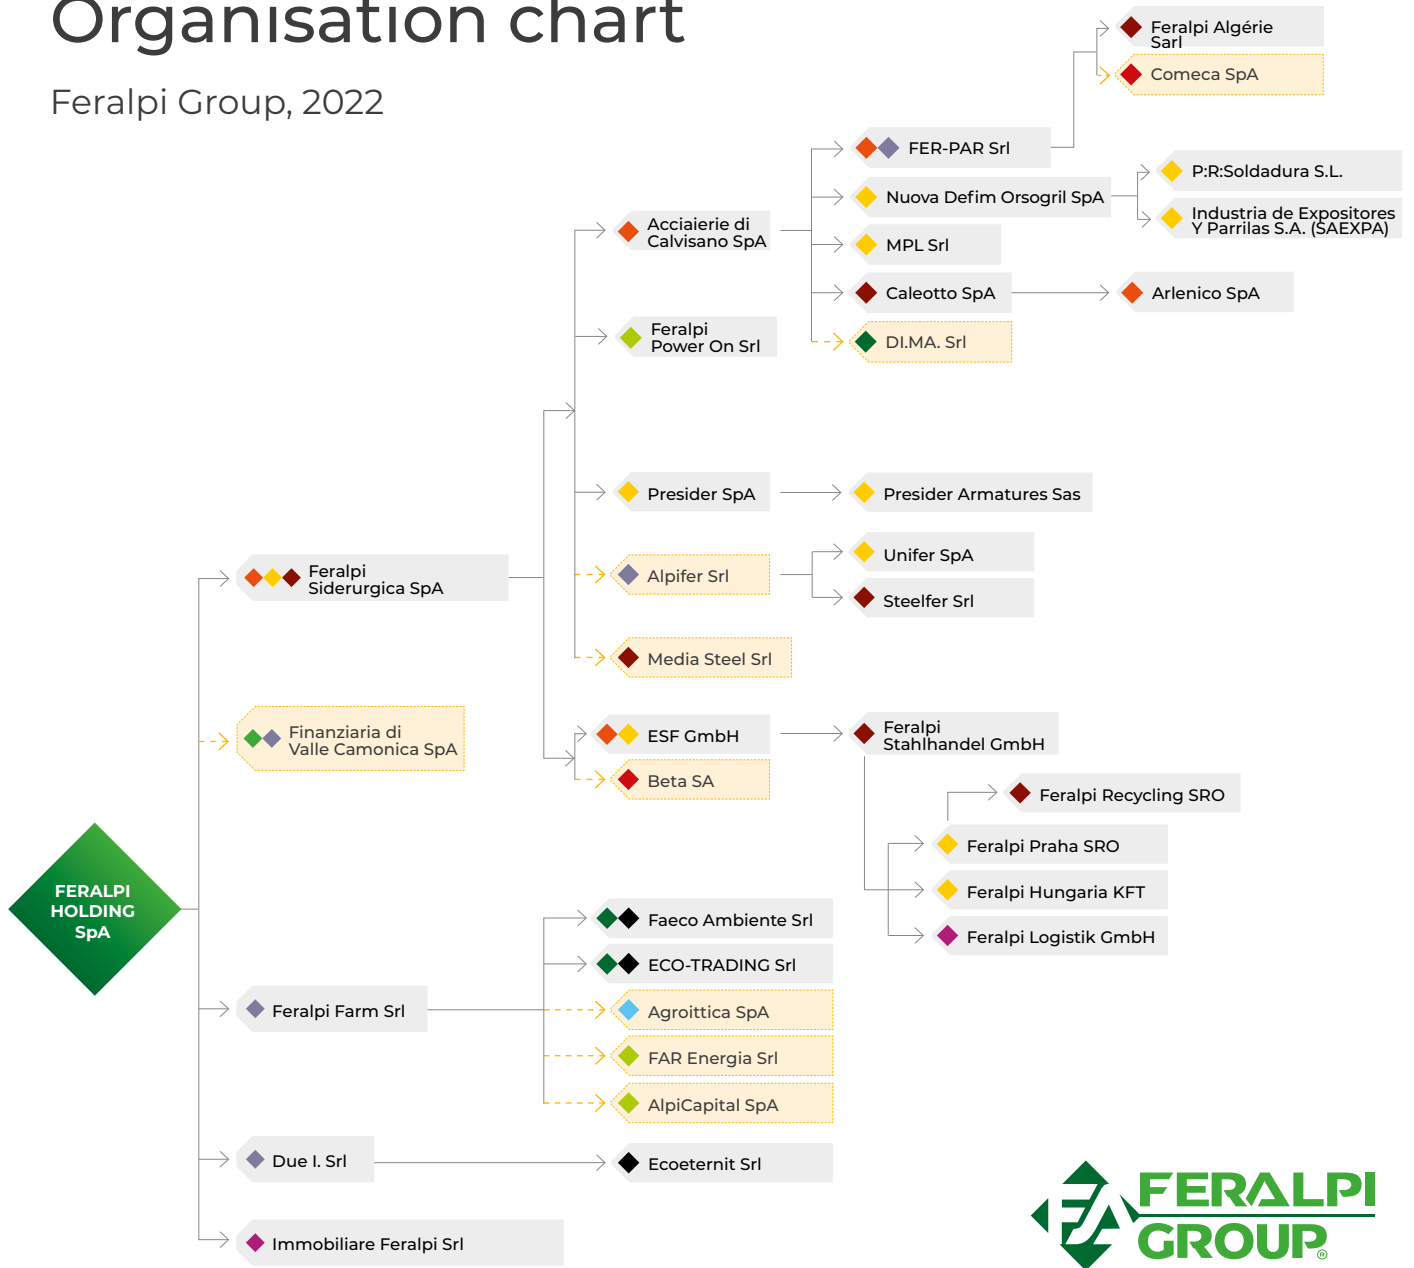 Organisation chart
Feralpi Group, 2022
Feralpi Algérie
Sarl
Comeca SpA
FER-PAR Srl
Nuova Defim Orsogril SpA
P:R:Soldadura S.L.
Industria de Expositores
Y Parrilas S.A. (SAEXPA)
Acciaierie di
Calvisano SpA
MPL Srl
Caleotto SpA
Arlenico SpA
DI.MA. Srl
Feralpi
Power On Srl
Presider SpA
Presider Armatures Sas
Alpifer Srl
Unifer SpA
Steelfer Srl
Feralpi
Siderurgica SpA
Media Steel Srl
Finanziaria di
Valle Camonica SpA
ESF GmbH
Beta SA
Feralpi
Stahlhandel GmbH
Feralpi Recycling SRO
Feralpi Praha SRO
Feralpi Hungaria KFT
Feralpi Logistik GmbH
FERALPI
HOLDING
SpA
Faeco Ambiente Srl
ECO-TRADING Srl
Feralpi Farm Srl
Agroittica SpA
FAR Energia Srl
AlpiCapital SpA
Due I. Srl
Ecoeternit Srl
Immobiliare Feralpi Srl
FERALPI
GROUP®